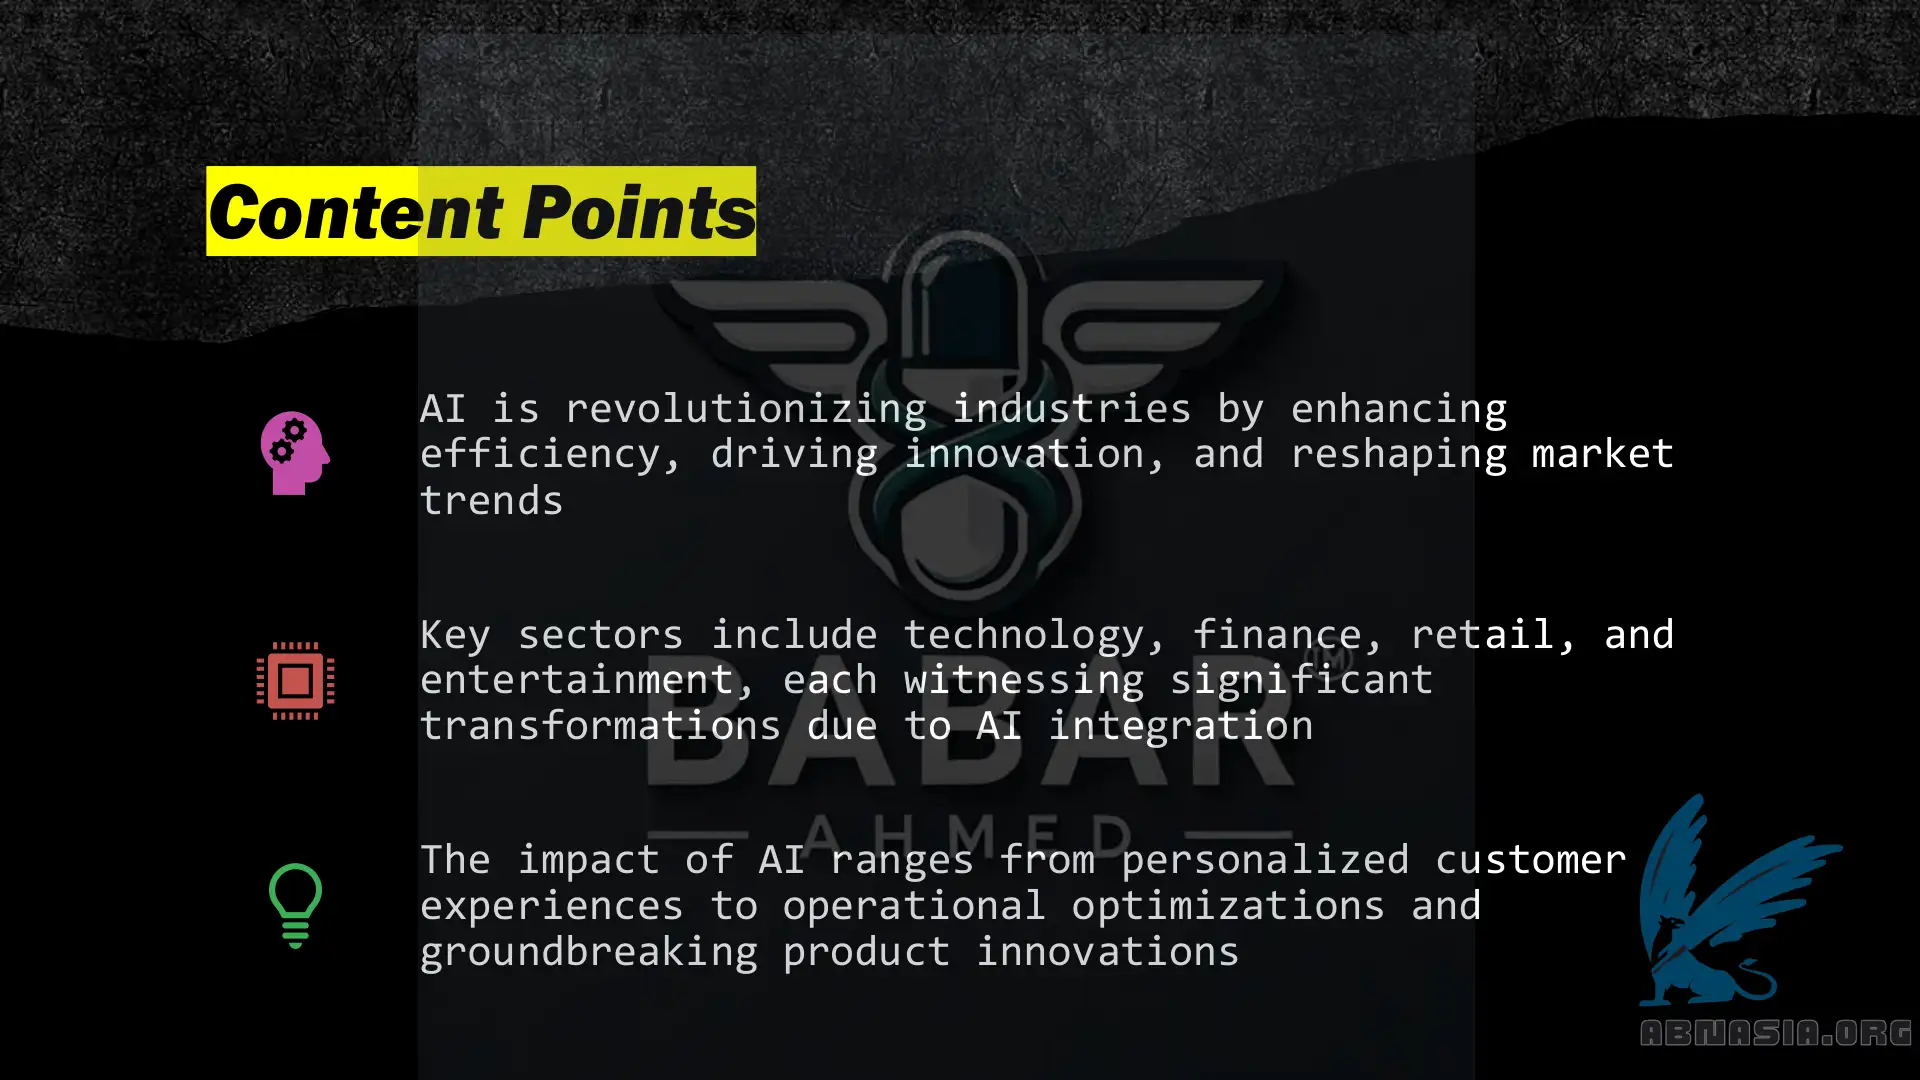 Content Points
AI is revolutionizing industries by enhancing
efficiency, driving innovation, and reshaping market
trends
Key sectors include technology, finance, retail, and
entertainment, each witnessing significant
transformations due to AI integration
BABAR
TM
AHMED
The impact of AI ranges from personalized customer
experiences to operational optimizations and
groundbreaking product innovations
ABNASIA.ORG